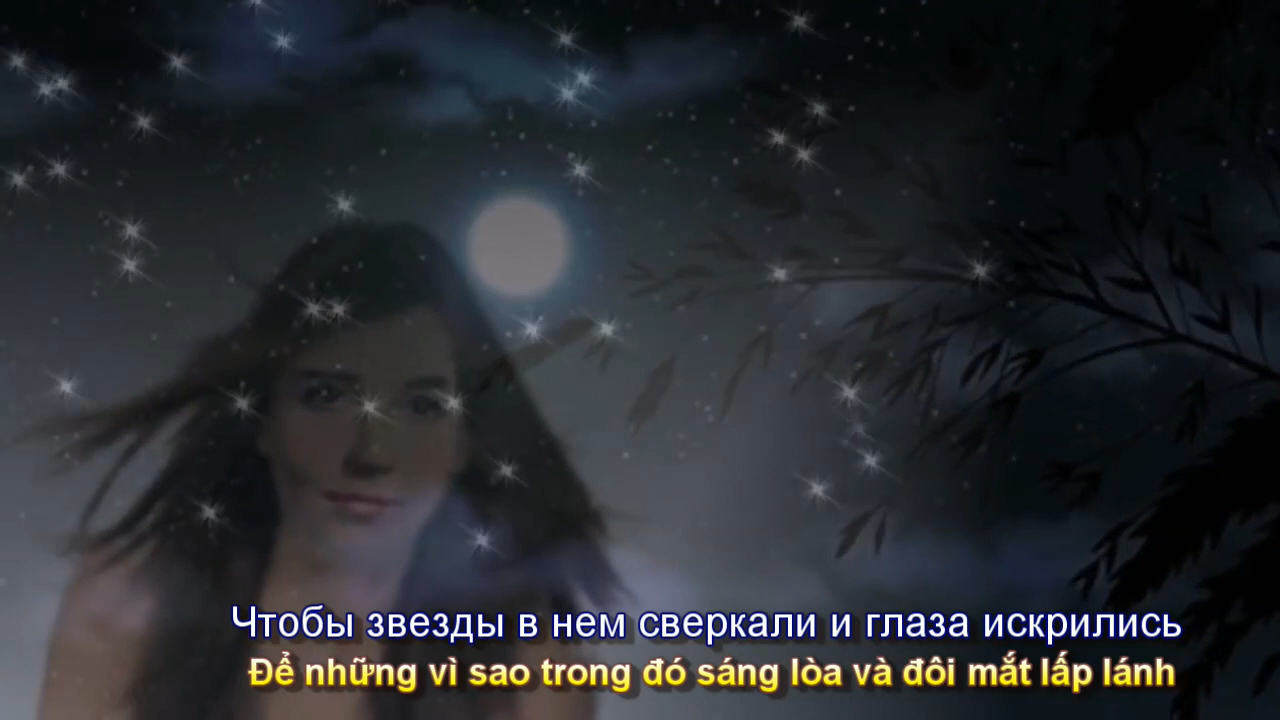 Чтобы звезды в нем сверкали и глаза искрились
Để những vì sao trong đó sáng lòa và đôi mắt lấp lánh